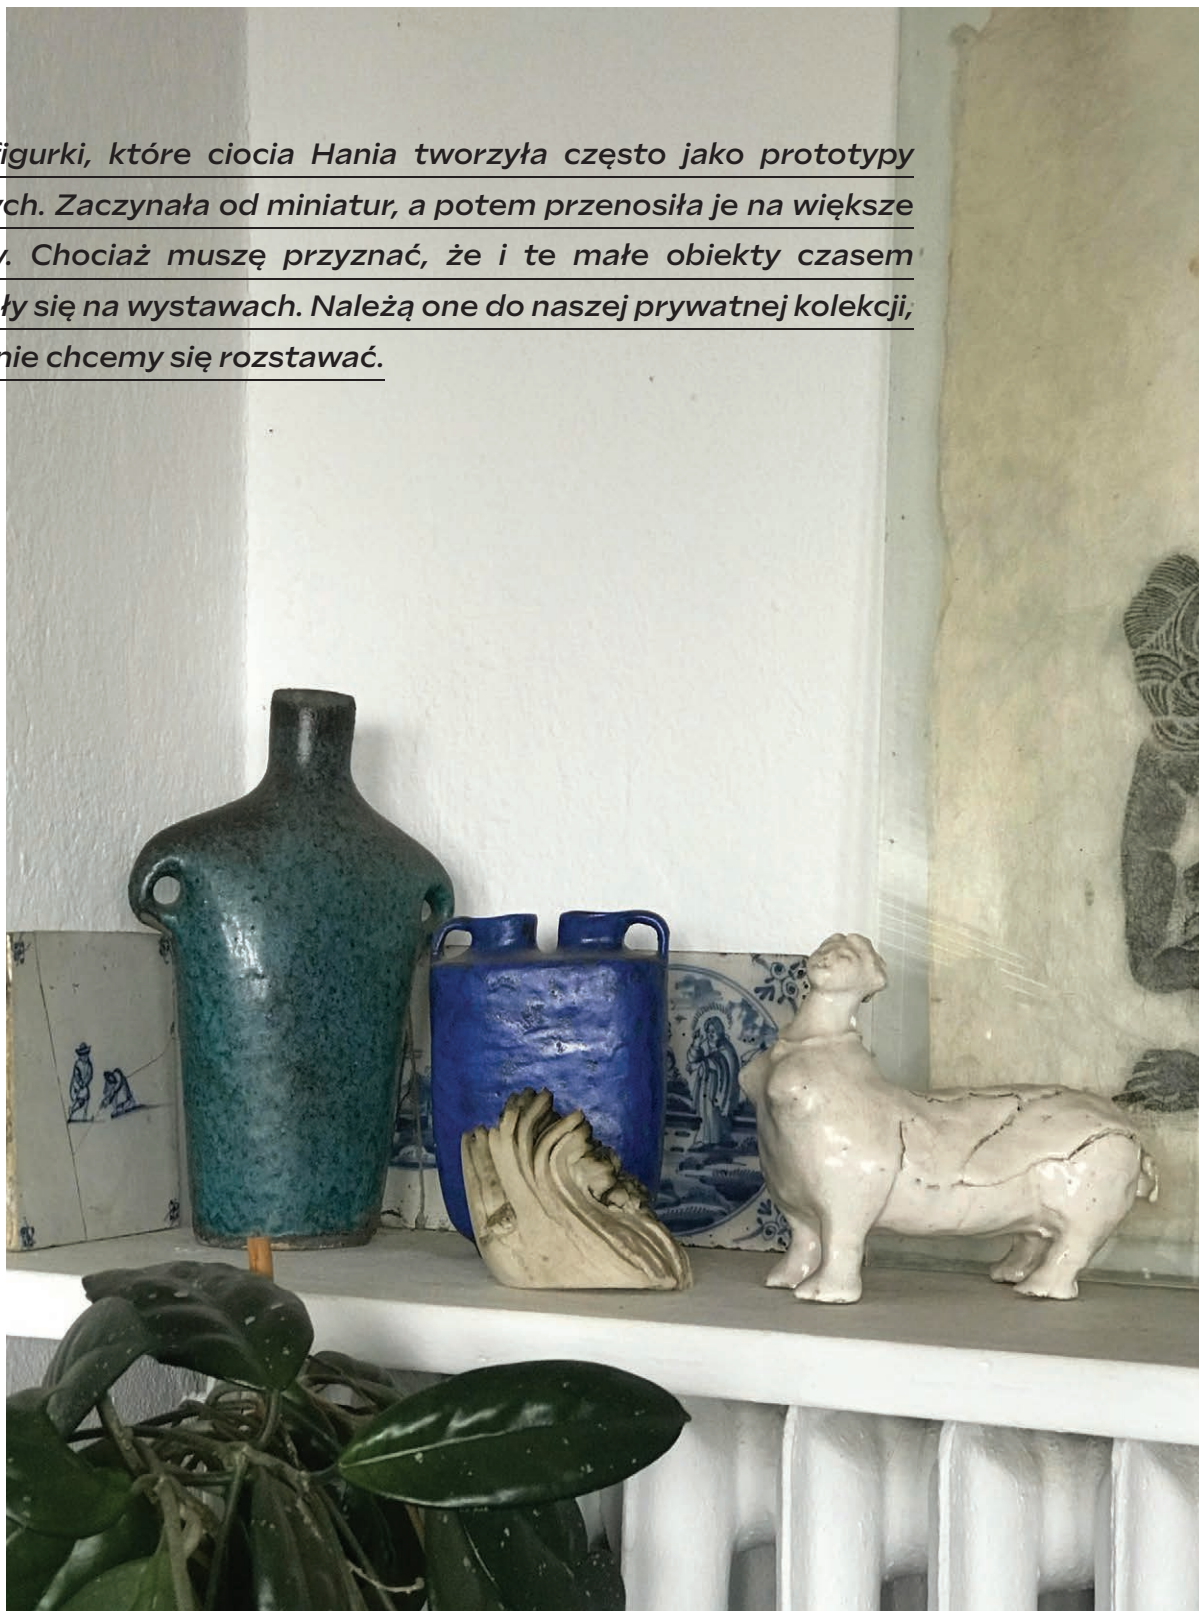 figurki, które ciocia Hania tworzyła często jako prototypy
ych. Zaczynała od miniatur, a potem przenosiła je na większe
y. Chociaż muszę przyznać, że i te małe obiekty czasem
ły się na wystawach. Należą one do naszej prywatnej kolekcji,
nie chcemy się rozstawać.